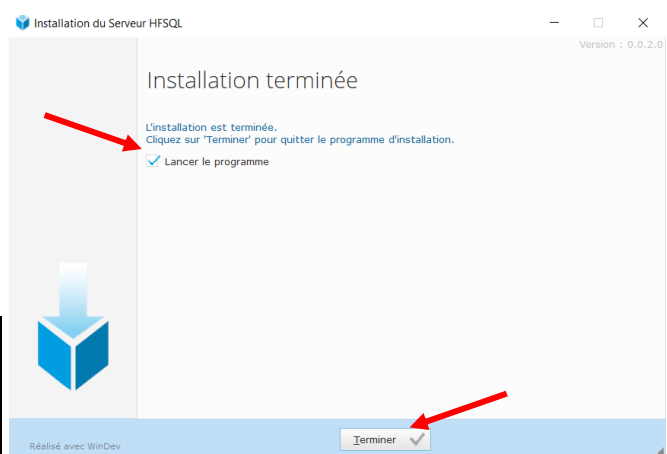 Installation du Serveur HFSQL
Version : 0.0.2.0
Installation terminée
L'installation est terminée.
Cliquez sur 'Terminer' pour quitter le programme d'installation.
Lancer le programme
Terminer
Réalisé avec WinDev